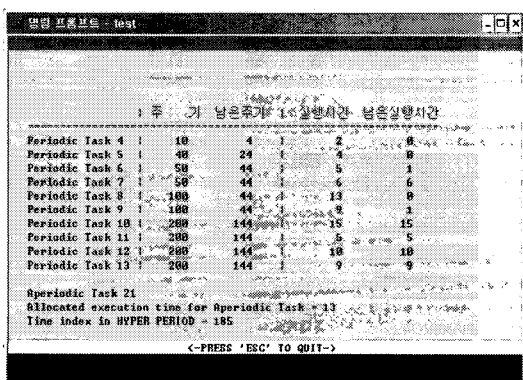 명령 프롬프트 - test
주 기 남은주기 실행시간 남은실행시간
Periodic Task 4 | 10 4 | 2 0
Periodic Task 5 | 40 24 | 4 0
Periodic Task 6 | 50 44 | 5 1
Periodic Task 7 | 50 44 | 6 6
Periodic Task 8 | 100 44 | 13 0
Periodic Task 9 | 100 44 | 9 1
Periodic Task 10 | 200 144 | 15 15
Periodic Task 11 | 200 144 | 5 5
Periodic Task 12 | 200 144 | 10 10
Periodic Task 13 | 200 144 | 9 9
Aperiodic Task 21
Allocated execution time for Aperiodic Task = 13
Time index in HYPER PERIOD = 185
<-PRESS 'ESC' TO QUIT->